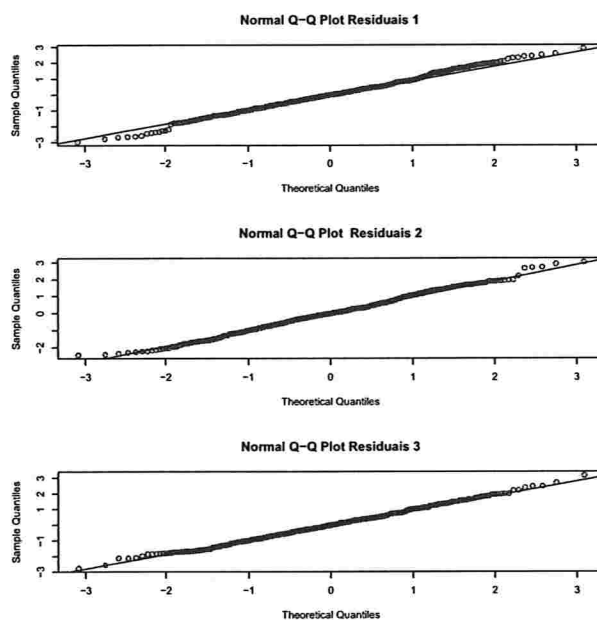 Normal Q−Q Plot Residuais 1
Sample Quantiles
3
2
1
−1
−3
−3 −2 −1 0 1 2 3
Theoretical Quantiles
Normal Q−Q Plot Residuais 2
Sample Quantiles
3
2
1
0
−2
−3 −2 −1 0 1 2 3
Theoretical Quantiles
Normal Q−Q Plot Residuais 3
Sample Quantiles
3
2
1
−1
−3
−3 −2 −1 0 1 2 3
Theoretical Quantiles